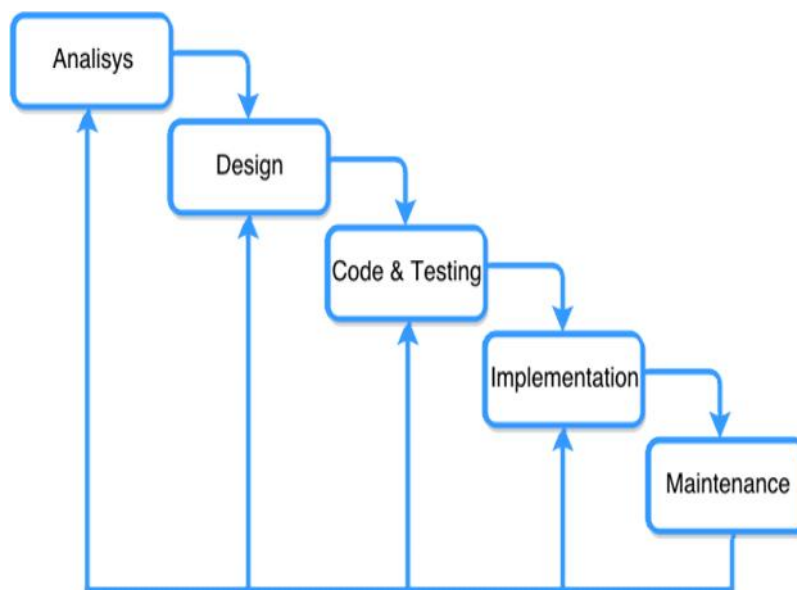 Analisys
Design
Code & Testing
Implementation
Maintenance